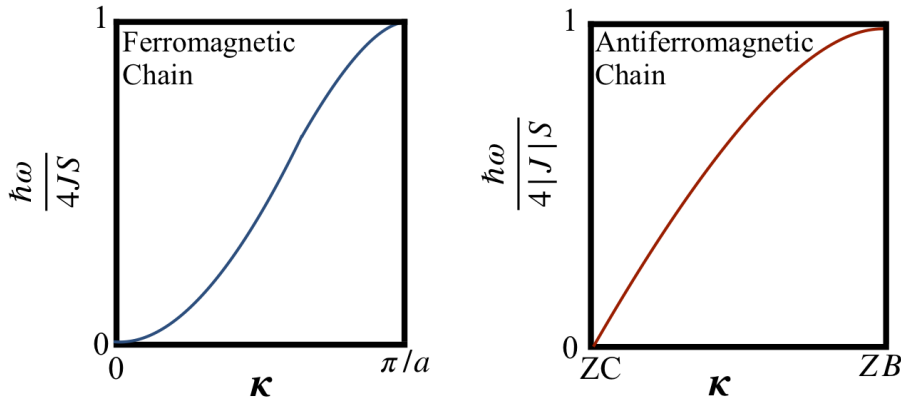 1
Ferromagnetic
Chain
ħω
4JS
0
0
π/a
κ
1
Antiferromagnetic
Chain
ħω
4|J|S
0
ZC
ZB
κ